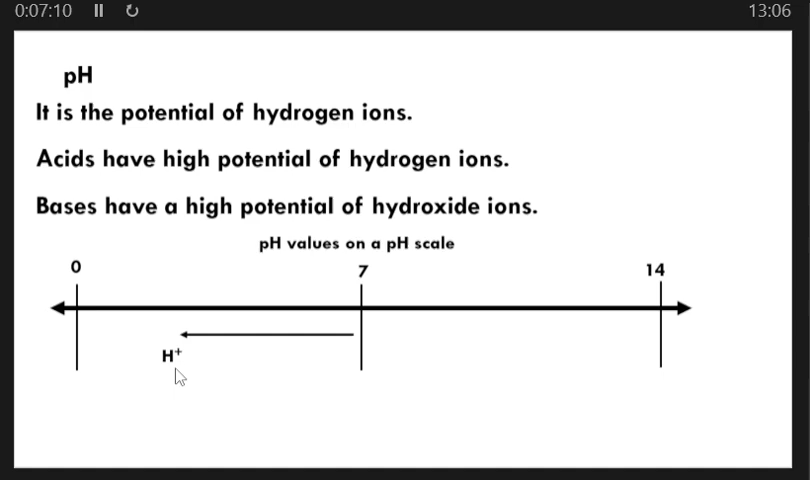 0:07:10
13:06
pH
It is the potential of hydrogen ions.
Acids have high potential of hydrogen ions.
Bases have a high potential of hydroxide ions.
pH values on a pH scale
0 7 14
H⁺